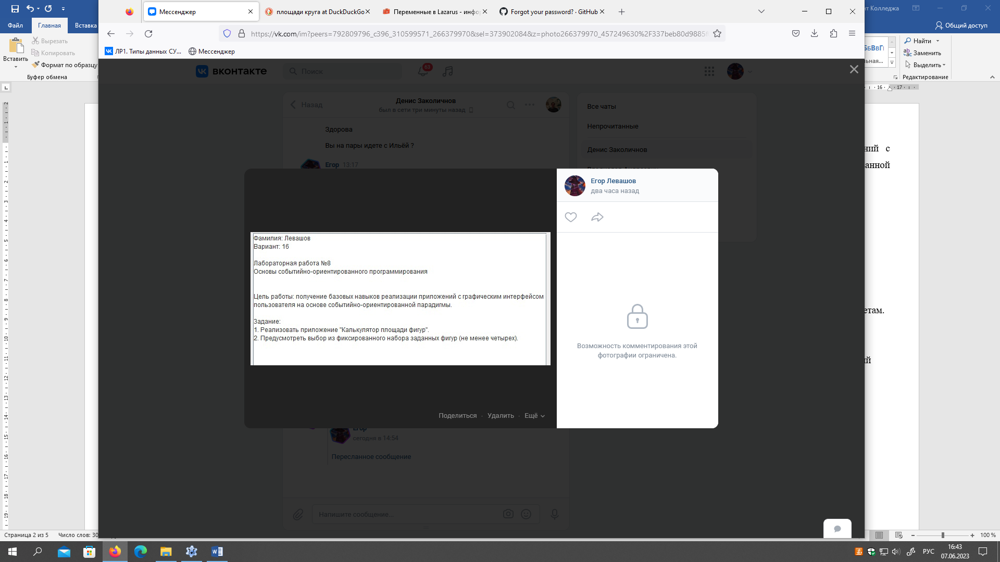 нт Колледжа
Файл
Главная
Вставка
Общий доступ
Вставить
Вырезать
Копировать
Формат по образцу
Буфер обмена
Найти
Заменить
Выделить
Редактирование
Мессенджер
площади круга at DuckDuckGo
Переменные в Lazarus - инфо
Forgot your password? · GitHub
https://vk.com/im?peers=792809796_c396_310599571_266379970&sel=373902084&z=photo266379970_457249630%2F337beb80d9885f
ЛР1. Типы данных СУ...
Мессенджер
вконтакте
Поиск
63
Назад
Денис Заколичнов
был в сети три минуты назад
Здорова
Вы на пары идете с Ильёй ?
Егор 13:17
Все чаты
Непрочитанные
Денис Заколичнов
Егор Левашов
два часа назад
Фамилия: Левашов
Вариант: 16
Лабораторная работа №8
Основы событийно-ориентированного программирования
Цель работы: получение базовых навыков реализации приложений с графическим интерфейсом
пользователя на основе событийно-ориентированной парадигмы.
Задание:
1. Реализовать приложение "Калькулятор площади фигур".
2. Предусмотреть выбор из фиксированного набора заданных фигур (не менее четырех).
Возможность комментирования этой
фотографии ограничена.
Поделиться · Удалить · Ещё
Егор
сегодня в 14:54
Пересланное сообщение
Напишите сообщение...
ний с
ванной
етам.
ий
Страница 2 из 5
Число слов: 30
100 %
РУС
16:43
07.06.2023